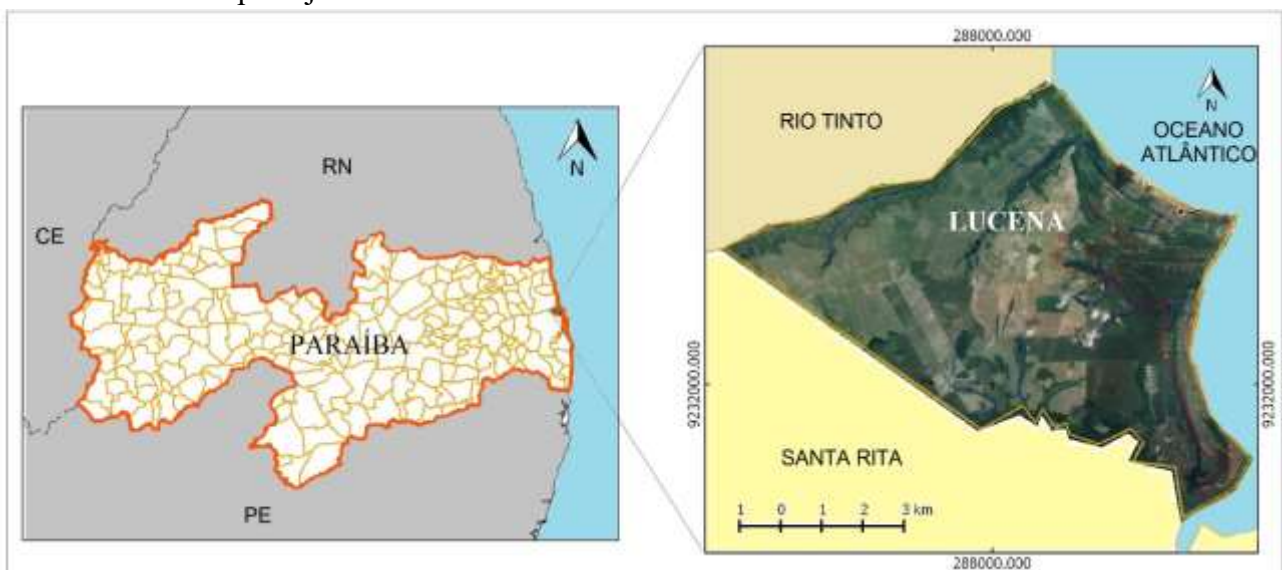 RN
N
CE
PARAÍBA
PE
288000.000
RIO TINTO
N
OCEANO
ATLÂNTICO
LUCENA
9232000.000
9232000.000
SANTA RITA
1 0 1 2 3 km
288000.000